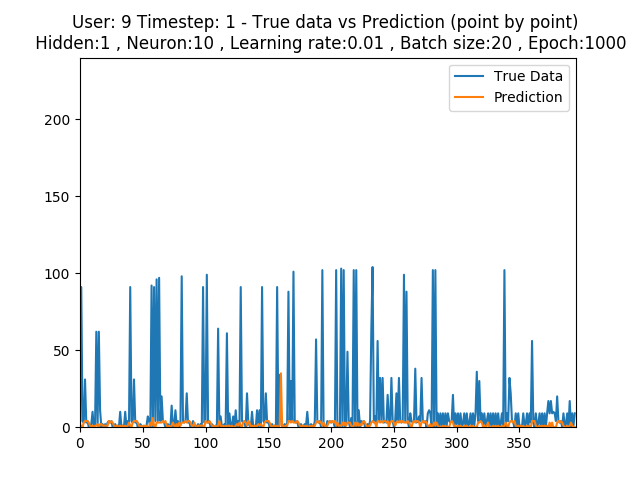 User: 9 Timestep: 1 - True data vs Prediction (point by point)
Hidden:1 , Neuron:10 , Learning rate:0.01 , Batch size:20 , Epoch:1000
True Data
Prediction
200
150
100
50
0
0 50 100 150 200 250 300 350